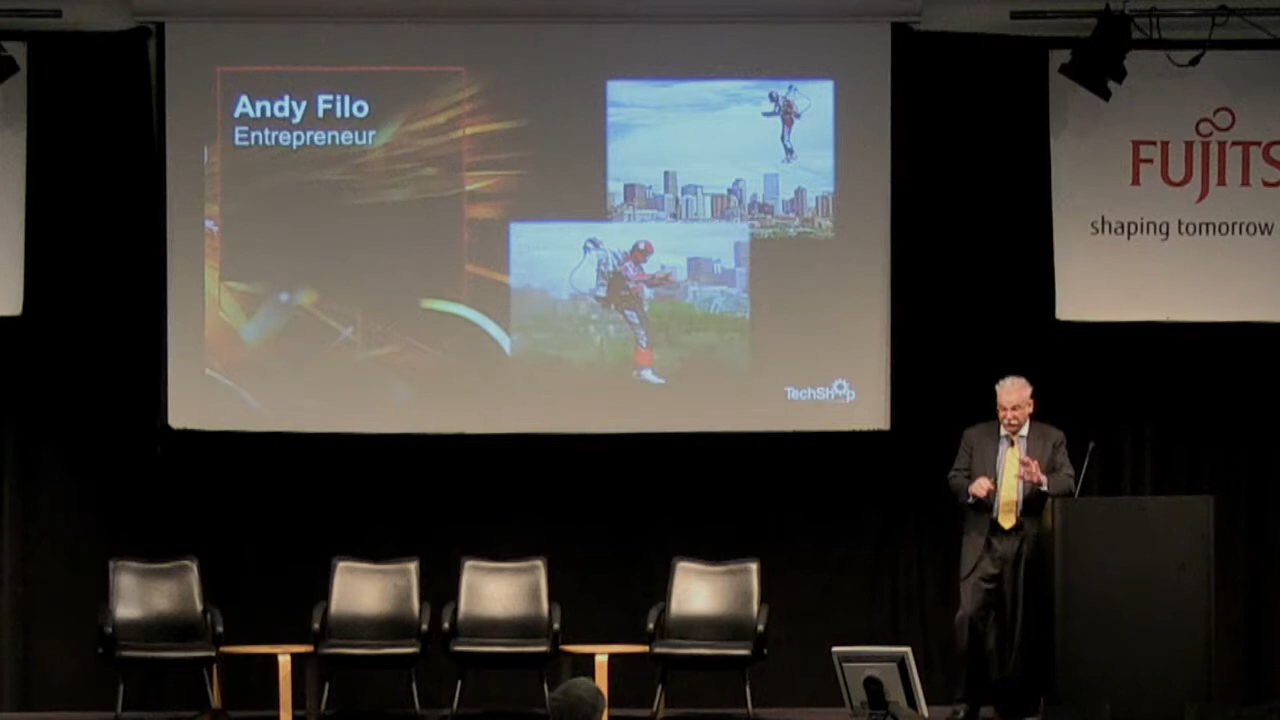 Andy Filo
Entrepreneur
TechShop
FUJITS
shaping tomorrow